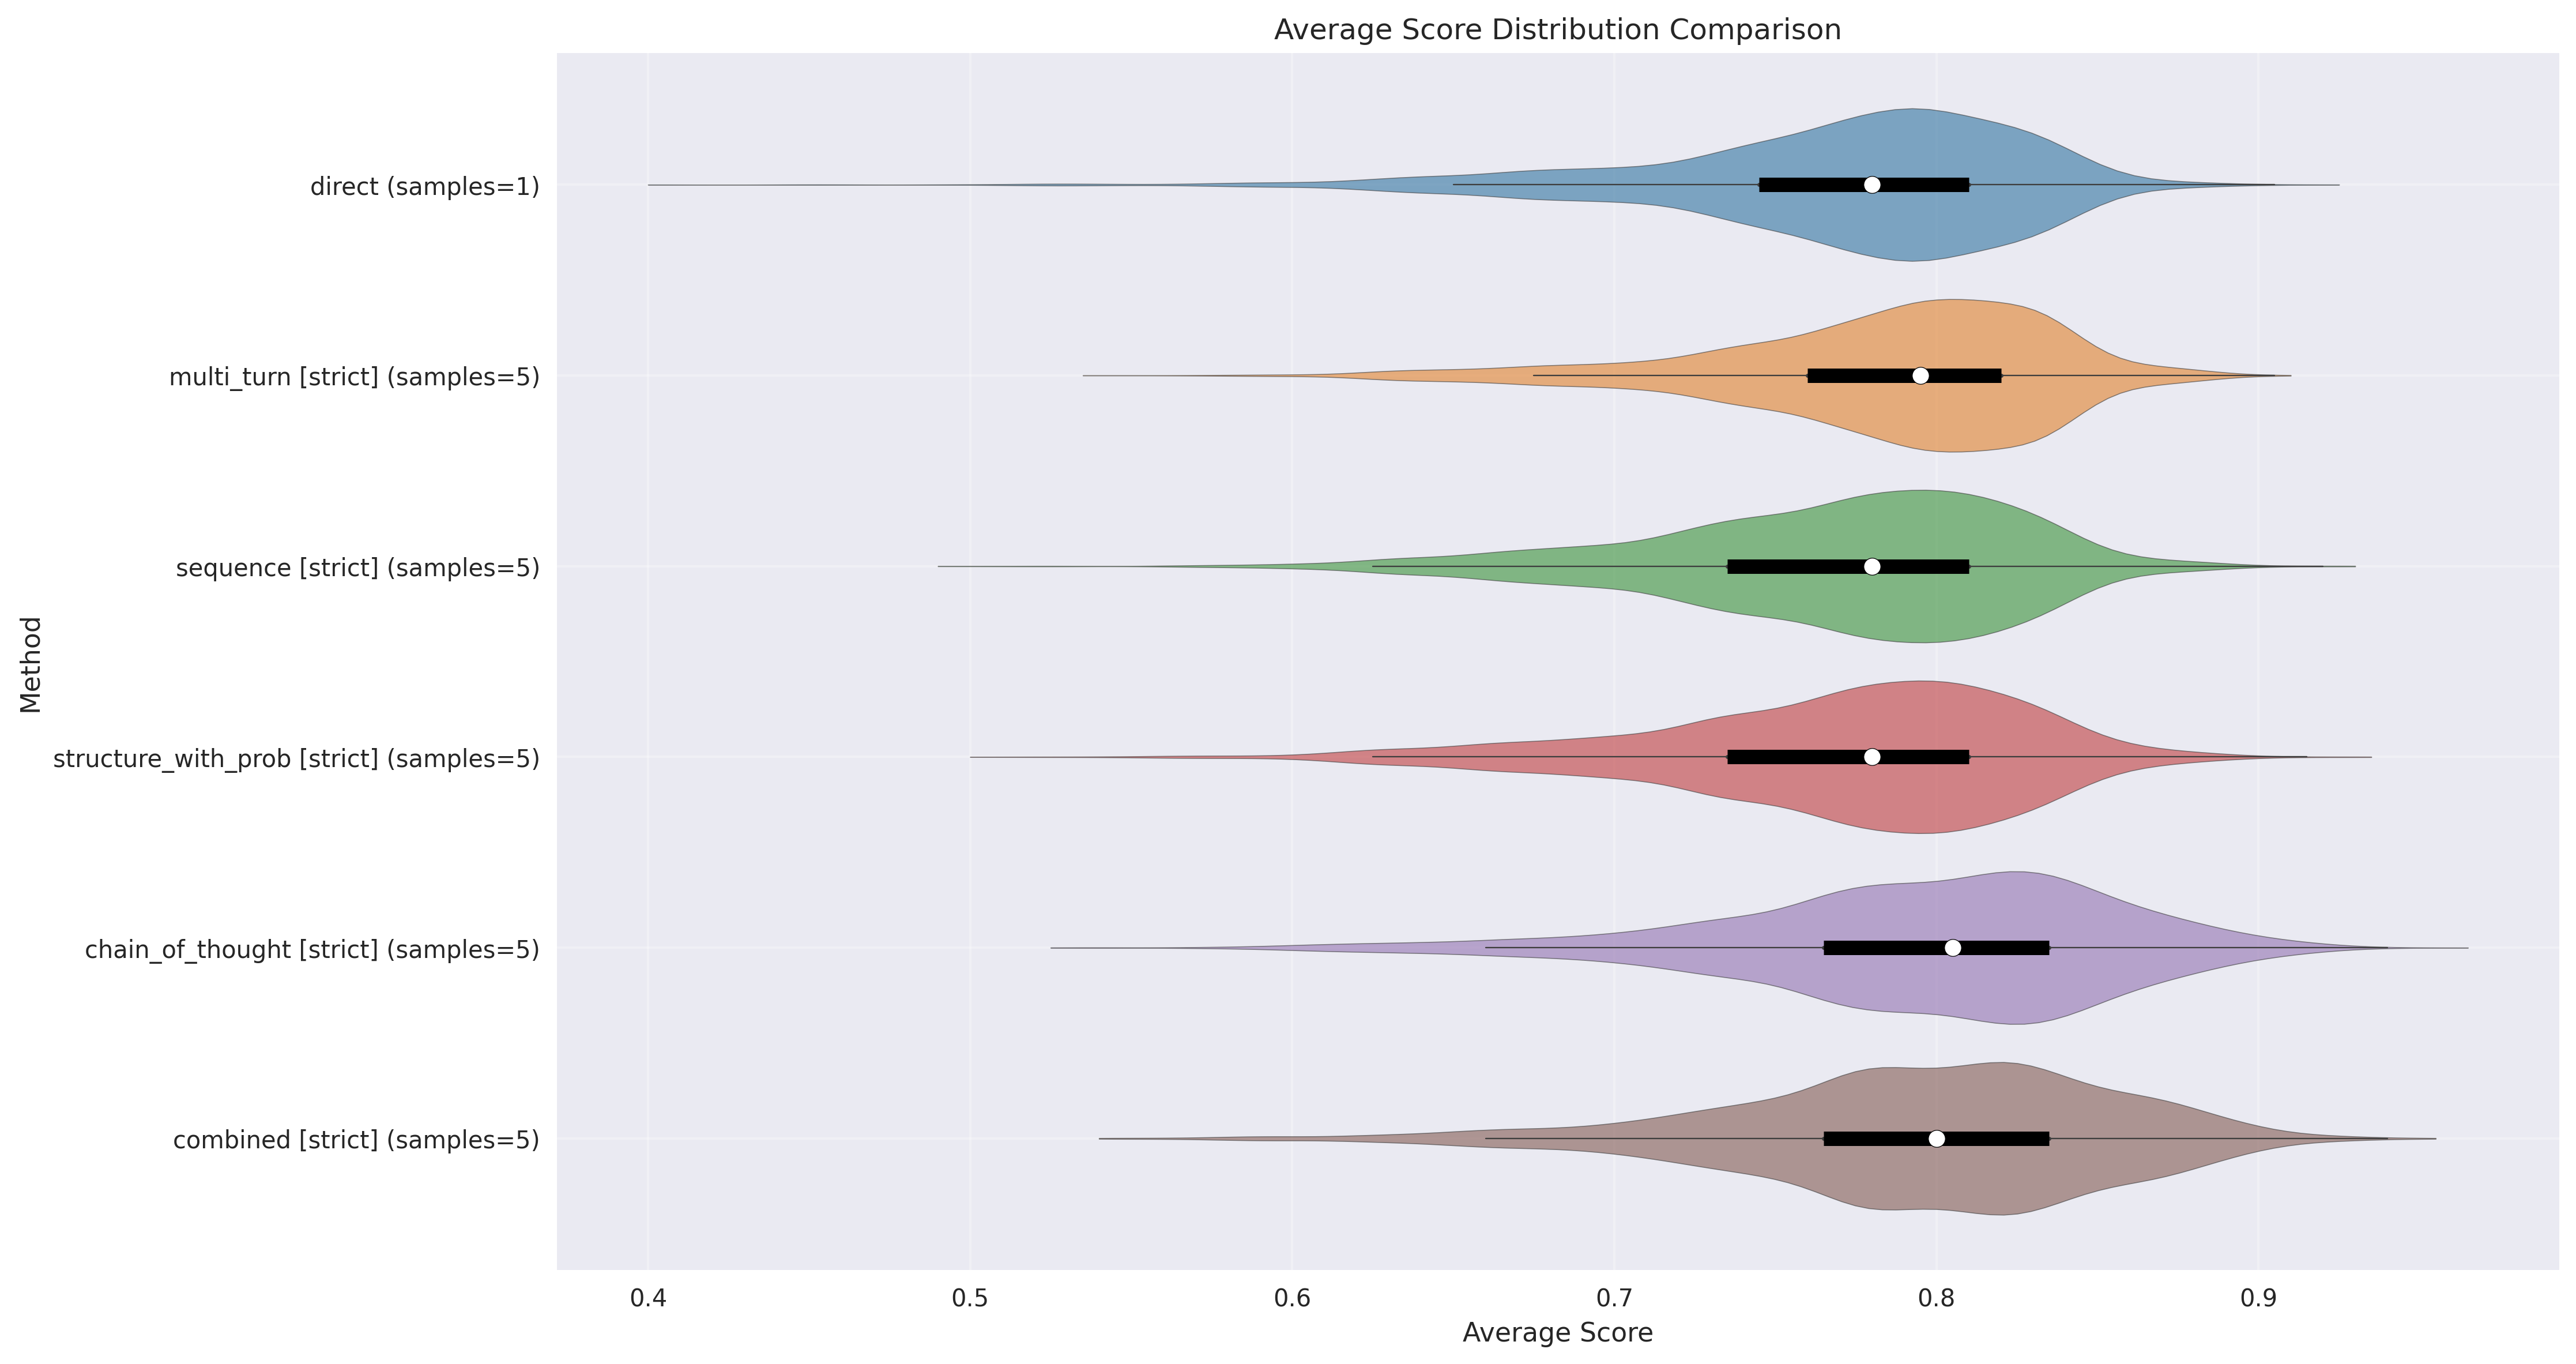 Average Score Distribution Comparison
direct (samples=1)
multi_turn [strict] (samples=5)
sequence [strict] (samples=5)
structure_with_prob [strict] (samples=5)
chain_of_thought [strict] (samples=5)
combined [strict] (samples=5)
Method
0.4 0.5 0.6 0.7 0.8 0.9
Average Score